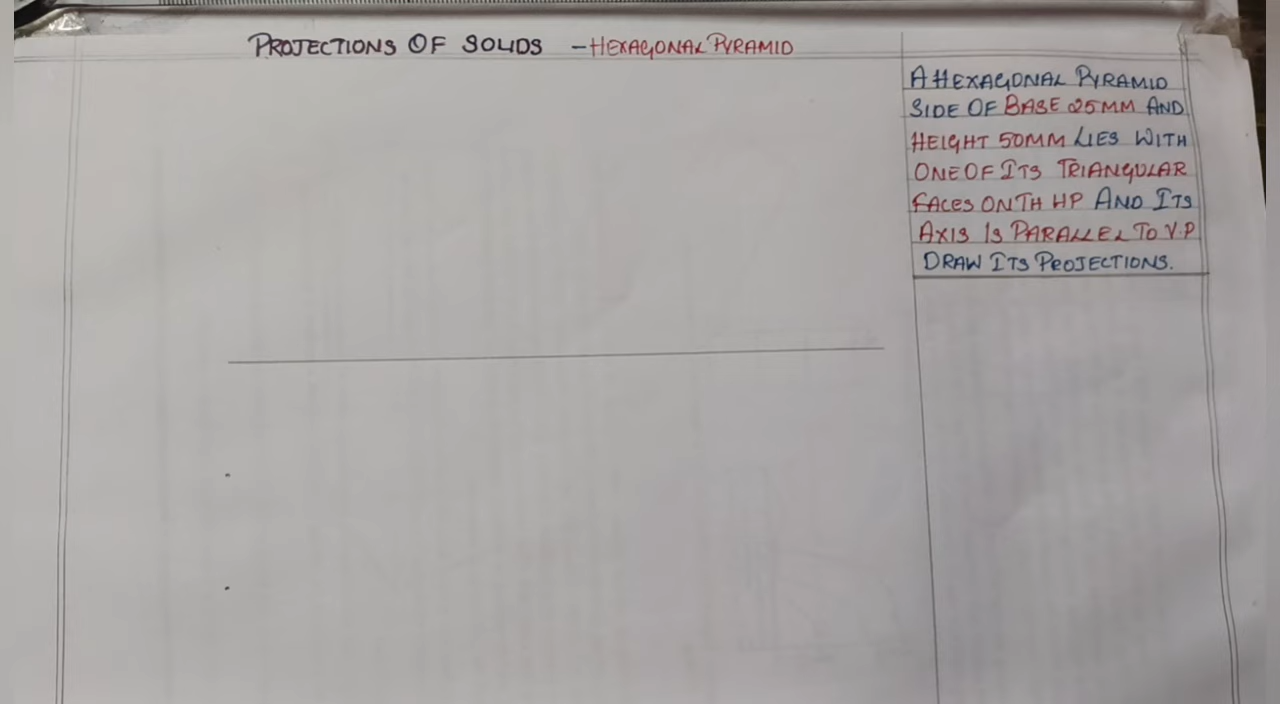 PROJECTIONS OF SOLIDS - HEXAGONAL PYRAMID
A HEXAGONAL PYRAMID
SIDE OF BASE 25MM AND
HEIGHT 50MM LIES WITH
ONE OF ITS TRIANGULAR
FACES ON TH HP AND ITS
AXIS IS PARALLEL TO V.P
DRAW ITS PROJECTIONS.